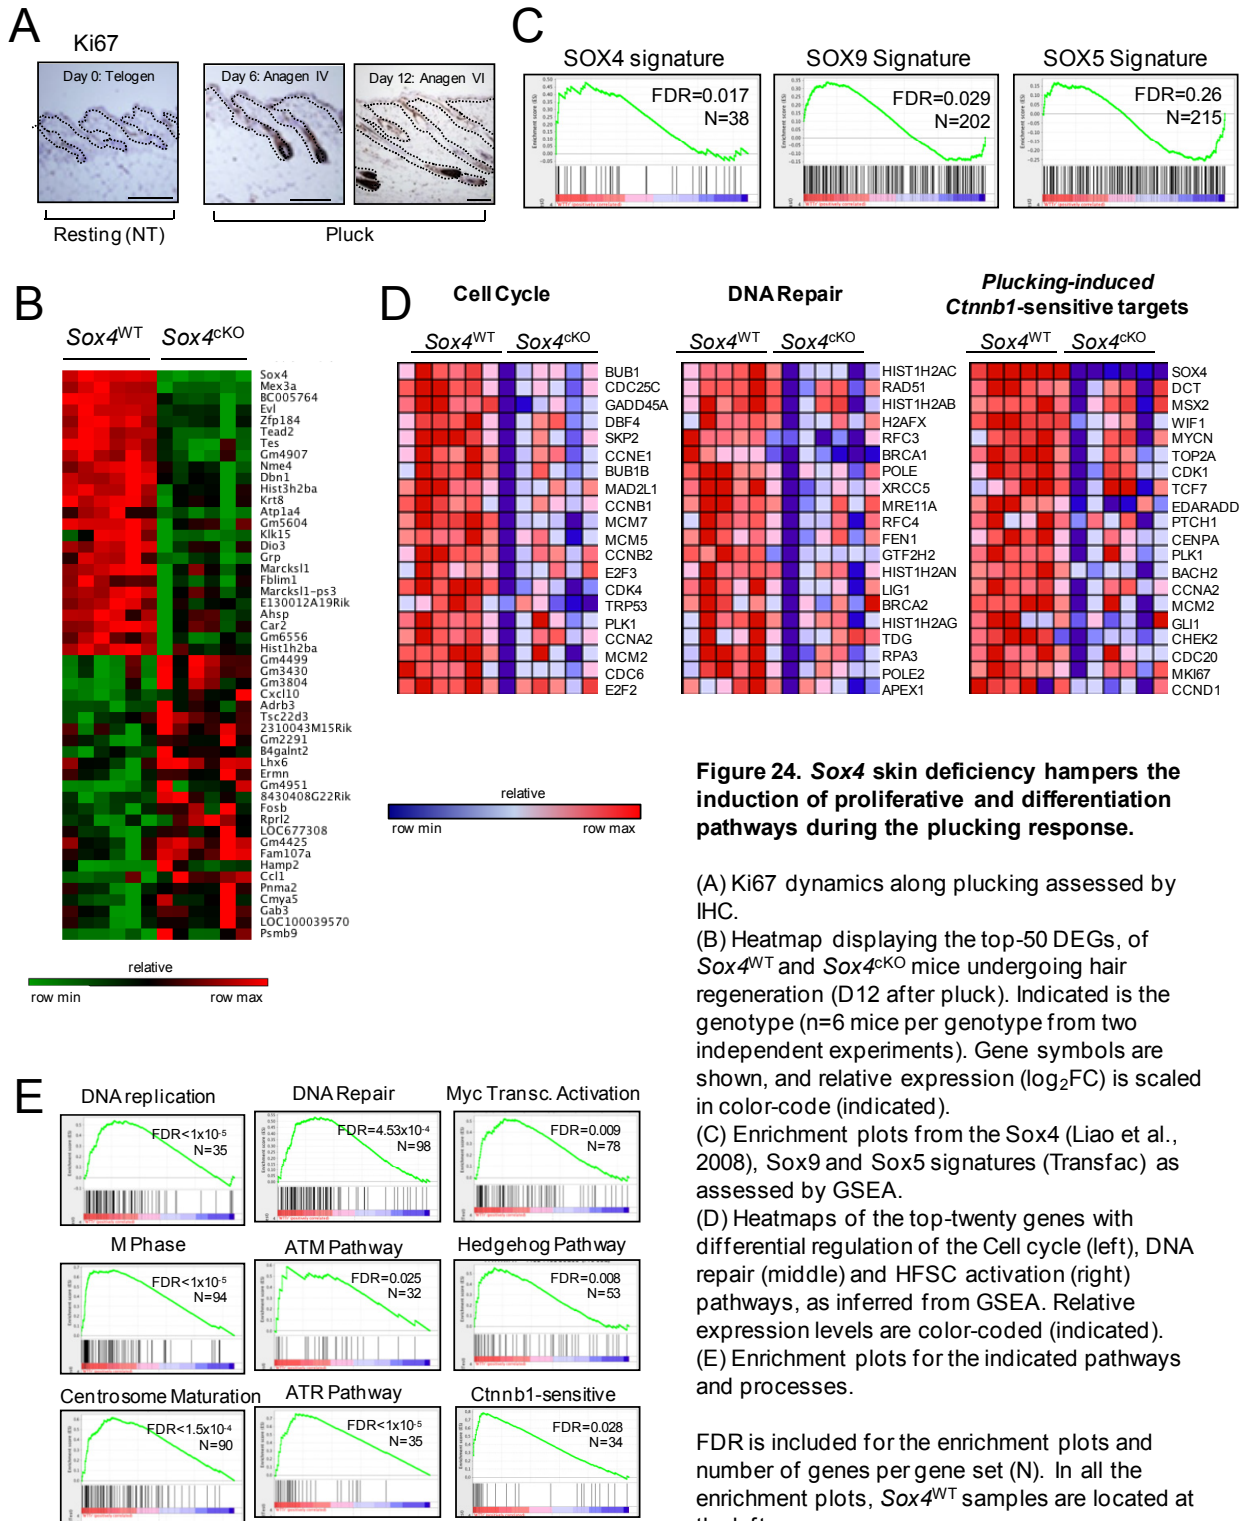 A
Ki67
Day 0: Telogen
Day 6: Anagen IV
Day 12: Anagen VI
Resting (NT)
Pluck
C
SOX4 signature
FDR=0.017
N=38
SOX9 Signature
FDR=0.029
N=202
SOX5 Signature
FDR=0.26
N=215
B
Sox4WT
Sox4cKO
Sox4
Mex3a
BC005764
Evl
Zfp184
Tead2
Tes
Gm4907
Nme4
Dbn1
Hist3h2ba
Krt8
Atp1a4
Gm5604
Klk15
Dio3
Grp
Marcksl1
Fblim1
Marcksl1-ps3
E130012A19Rik
Ahsp
Car2
Gm6556
Hist1h2ba
Gm4499
Gm3430
Gm3804
Cxcl10
Adrb3
Tsc22d3
2310043M15Rik
Gm2291
B4galnt2
Lhx6
Ermn
Gm4951
8430408G22Rik
Fosb
Rprl2
LOC677308
Gm4425
Fam107a
Hamp2
Ccl1
Pnma2
Cmya5
Gab3
LOC100039570
Psmb9
relative
row min
row max
D
Cell Cycle
Sox4WT
Sox4cKO
BUB1
CDC25C
GADD45A
DBF4
SKP2
CCNE1
BUB1B
MAD2L1
CCNB1
MCM7
MCM5
CCNB2
E2F3
CDK4
TRP53
PLK1
CCNA2
MCM2
CDC6
E2F2
DNA Repair
Sox4WT
Sox4cKO
HIST1H2AC
RAD51
HIST1H2AB
H2AFX
RFC3
BRCA1
POLE
XRCC5
MRE11A
RFC4
FEN1
GTF2H2
HIST1H2AN
LIG1
BRCA2
HIST1H2AG
TDG
RPA3
POLE2
APEX1
Plucking-induced
Ctnnb1-sensitive targets
Sox4WT
Sox4cKO
SOX4
DCT
MSX2
WIF1
MYCN
TOP2A
CDK1
TCF7
EDARADD
PTCH1
CENPA
PLK1
BACH2
CCNA2
MCM2
GLI1
CHEK2
CDC20
MKI67
CCND1
relative
row min
row max
E
DNA replication
FDR<1x10-5
N=35
DNA Repair
FDR=4.53x10-4
N=98
Myc Transc. Activation
FDR=0.009
N=78
M Phase
FDR<1x10-5
N=94
ATM Pathway
FDR=0.025
N=32
Hedgehog Pathway
FDR=0.008
N=53
Centrosome Maturation
FDR<1.5x10-4
N=90
ATR Pathway
FDR<1x10-5
N=35
Ctnnb1-sensitive
FDR=0.028
N=34
Figure 24. Sox4 skin deficiency hampers the
induction of proliferative and differentiation
pathways during the plucking response.
(A) Ki67 dynamics along plucking assessed by
IHC.
(B) Heatmap displaying the top-50 DEGs, of
Sox4WT and Sox4cKO mice undergoing hair
regeneration (D12 after pluck). Indicated is the
genotype (n=6 mice per genotype from two
independent experiments). Gene symbols are
shown, and relative expression (log2FC) is scaled
in color-code (indicated).
(C) Enrichment plots from the Sox4 (Liao et al.,
2008), Sox9 and Sox5 signatures (Transfac) as
assessed by GSEA.
(D) Heatmaps of the top-twenty genes with
differential regulation of the Cell cycle (left), DNA
repair (middle) and HFSC activation (right)
pathways, as inferred from GSEA. Relative
expression levels are color-coded (indicated).
(E) Enrichment plots for the indicated pathways
and processes.
FDR is included for the enrichment plots and
number of genes per gene set (N). In all the
enrichment plots, Sox4WT samples are located at